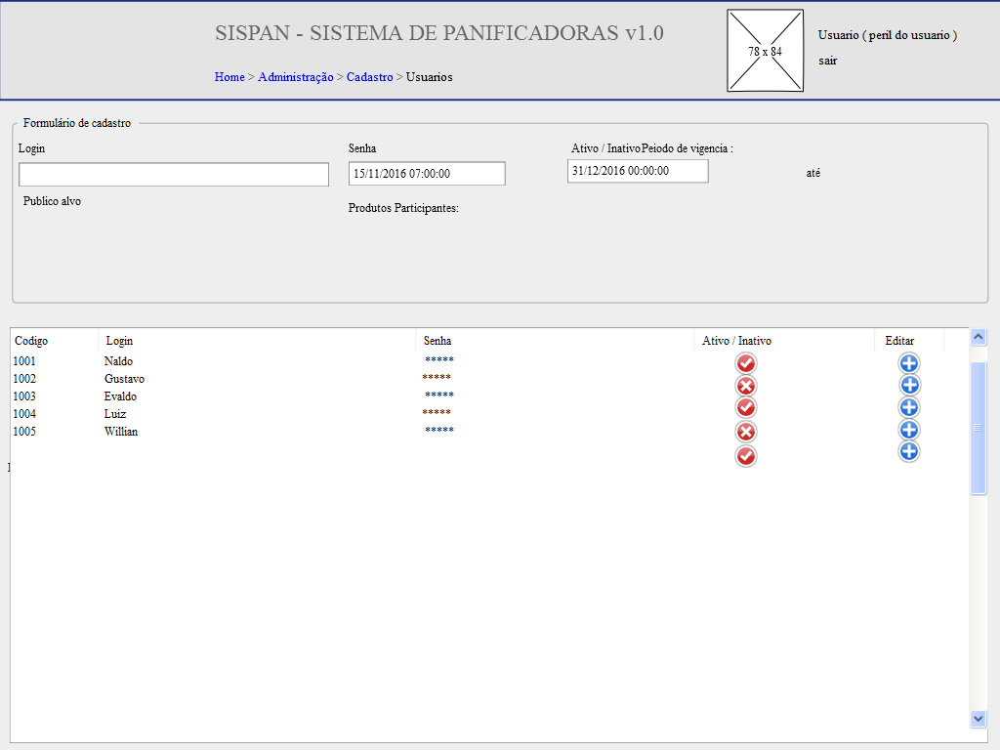 SISPAN - SISTEMA DE PANIFICADORAS v1.0
78 x 84
Usuario ( peril do usuario )
sair
Home > Administração > Cadastro > Usuarios
Formulário de cadastro
Login Senha Ativo / InativoPeiodo de vigencia :
15/11/2016 07:00:00 31/12/2016 00:00:00 até
Publico alvo
Produtos Participantes:
Codigo Login Senha Ativo / Inativo Editar
1001 Naldo *****
1002 Gustavo *****
1003 Evaldo *****
1004 Luiz *****
1005 Willian *****